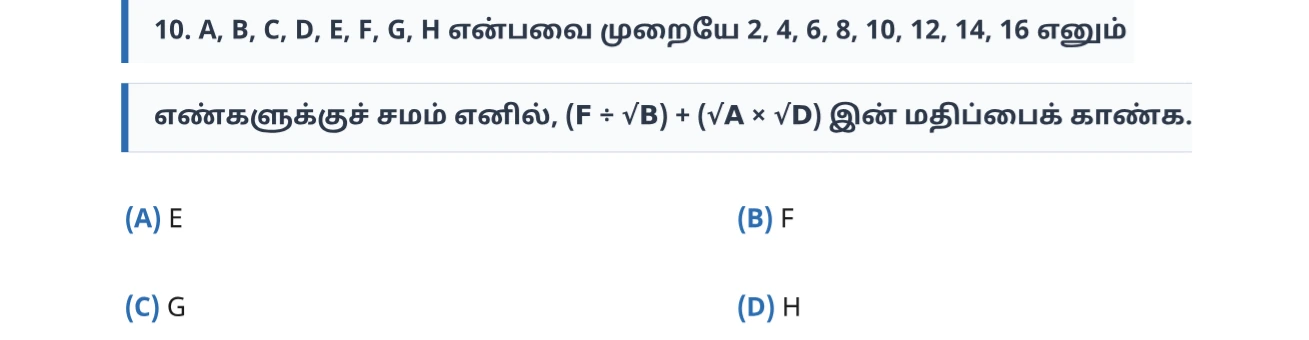 10. A, B, C, D, E, F, G, H என்பவை முறையே 2, 4, 6, 8, 10, 12, 14, 16 எனும்
எண்களுக்குச் சமம் எனில், (F ÷ √B) + (√A × √D) இன் மதிப்பைக் காண்க.
(A) E (B) F
(C) G (D) H